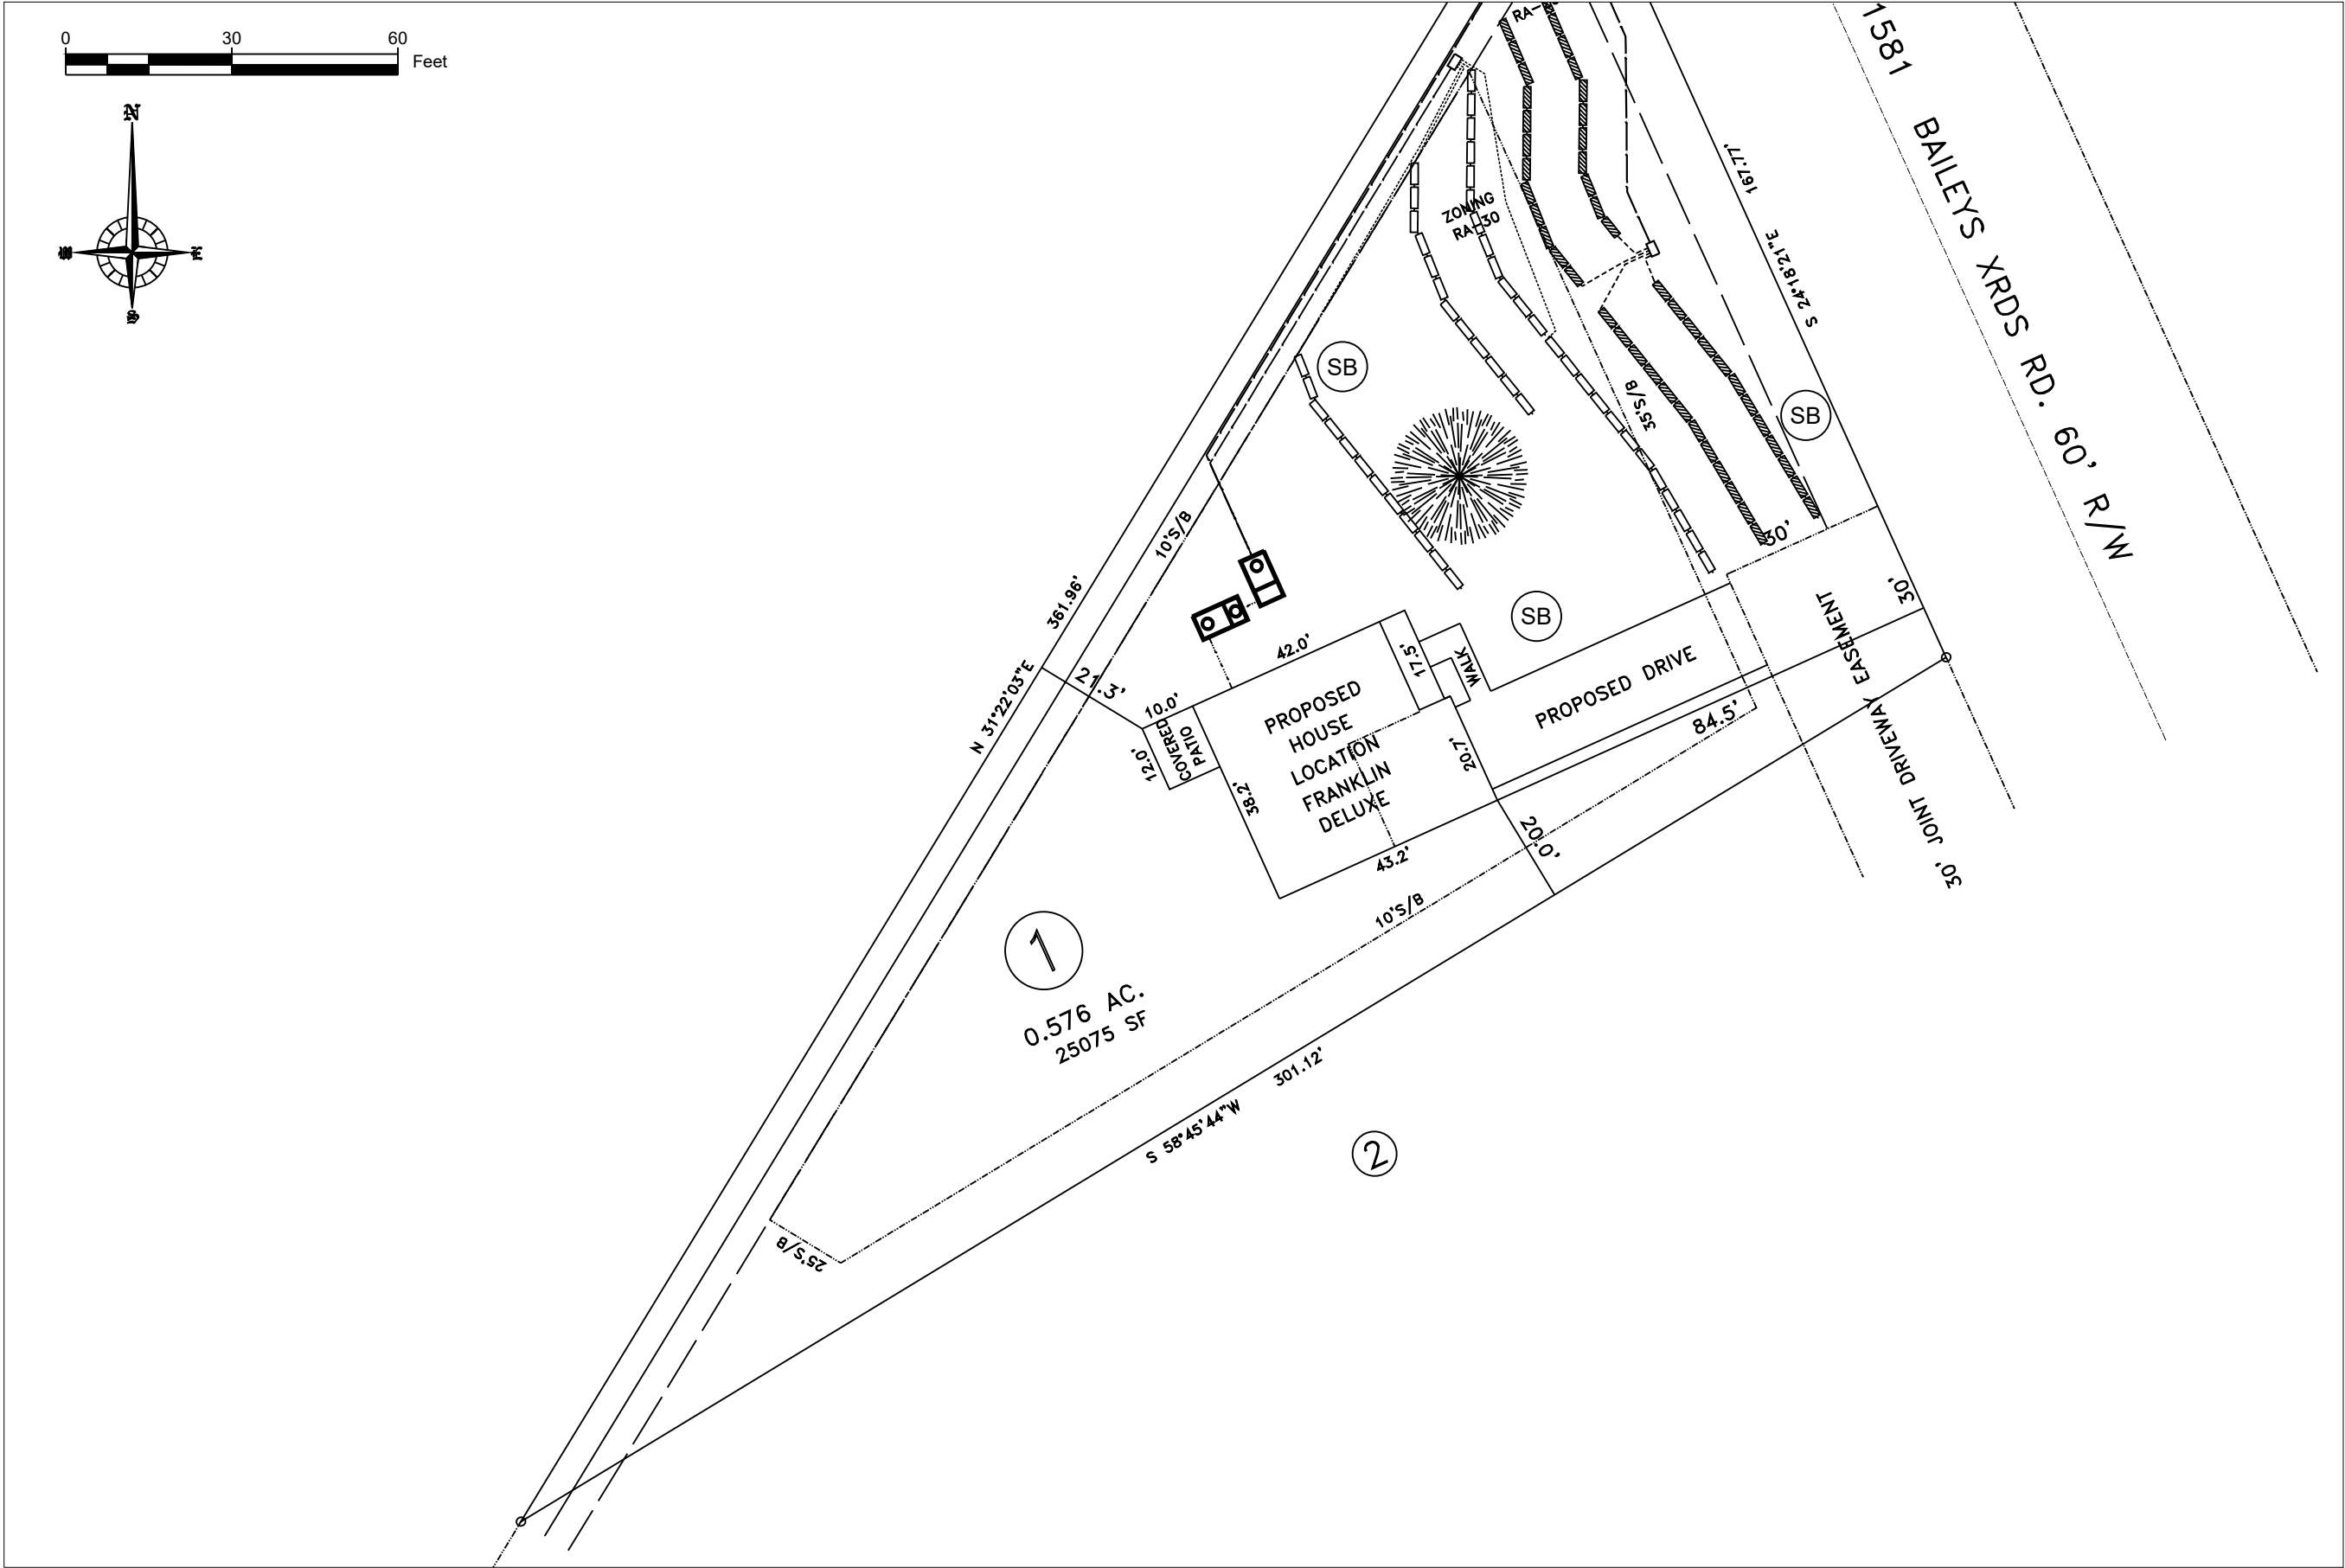 0 30 60
Feet
N
W E
S
RA-
1581 BAILEYS XRDS RD. 60' R/W
167.77'
S 24°18'21"E
ZONING
RA-30
SB
35'S/B
SB
10'S/B
361.96'
N 31°22'03"E
30'
30'
SB
21.3'
10.0'
42.0'
17.5'
WALK
COVERED
PATIO
12.0'
38.2'
PROPOSED
HOUSE
LOCATION
FRANKLIN
DELUXE
20.7'
43.2'
PROPOSED DRIVE
84.5'
20.0'
30' JOINT DRIVEWAY EASEMENT
10'S/B
1
0.576 AC.
25075 SF
S 58°45'44"W 301.12'
2
25'S/B